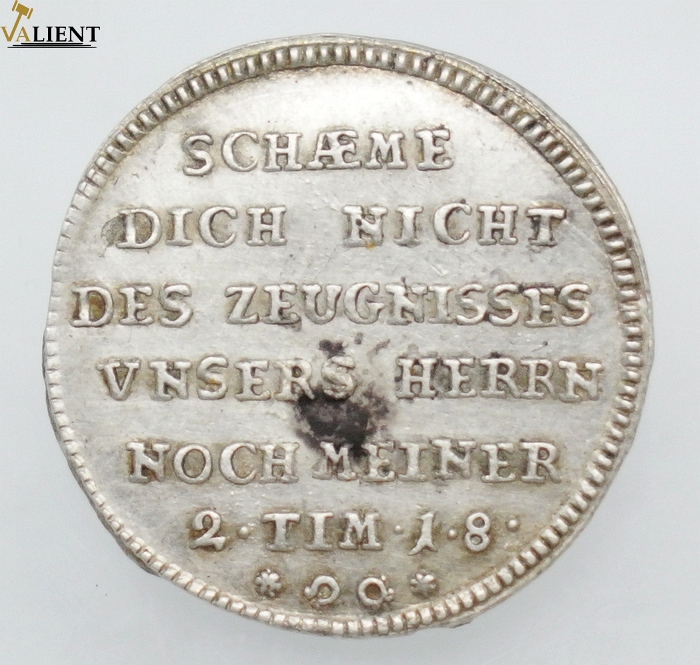 VALIENT
SCHÆME
DICH NICHT
DES ZEUGNISSES
VNSERS HERRN
NOCH MEINER
2·TIM·1·8·